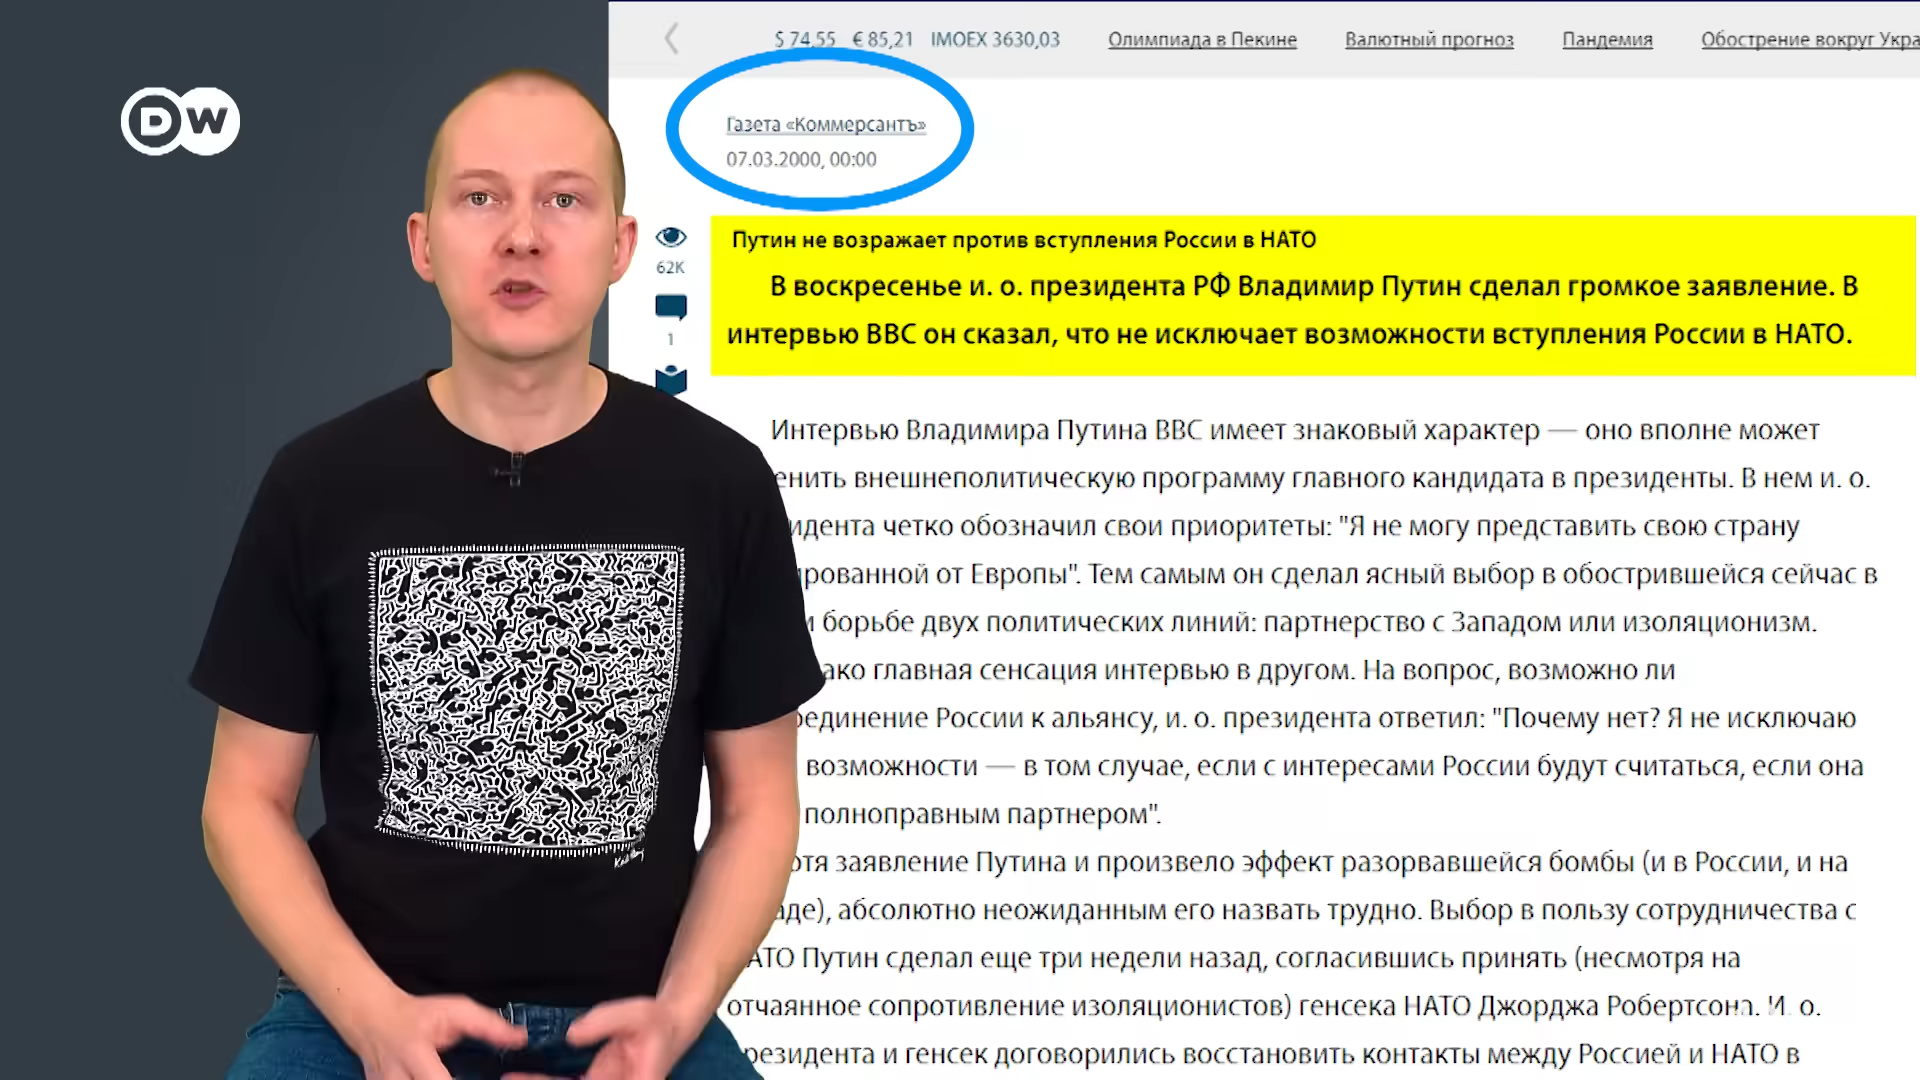 DW
$ 74,55 € 85,21 IMOEX 3630,03 Олимпиада в Пекине Валютный прогноз Пандемия Обострение вокруг Укра
Газета «Коммерсантъ»
07.03.2000, 00:00
62K
1
Путин не возражает против вступления России в НАТО
В воскресенье и. о. президента РФ Владимир Путин сделал громкое заявление. В
интервью BBC он сказал, что не исключает возможности вступления России в НАТО.
Интервью Владимира Путина BBC имеет знаковый характер — оно вполне может
енить внешнеполитическую программу главного кандидата в президенты. В нем и. о.
идента четко обозначил свои приоритеты: "Я не могу представить свою страну
ированной от Европы". Тем самым он сделал ясный выбор в обострившейся сейчас в
и борьбе двух политических линий: партнерство с Западом или изоляционизм.
ако главная сенсация интервью в другом. На вопрос, возможно ли
единение России к альянсу, и. о. президента ответил: "Почему нет? Я не исключаю
возможности — в том случае, если с интересами России будут считаться, если она
полноправным партнером".
отя заявление Путина и произвело эффект разорвавшейся бомбы (и в России, и на
аде), абсолютно неожиданным его назвать трудно. Выбор в пользу сотрудничества с
АТО Путин сделал еще три недели назад, согласившись принять (несмотря на
отчаянное сопротивление изоляционистов) генсека НАТО Джорджа Робертсона. И. о.
резидента и генсек договорились восстановить контакты между Россией и НАТО в